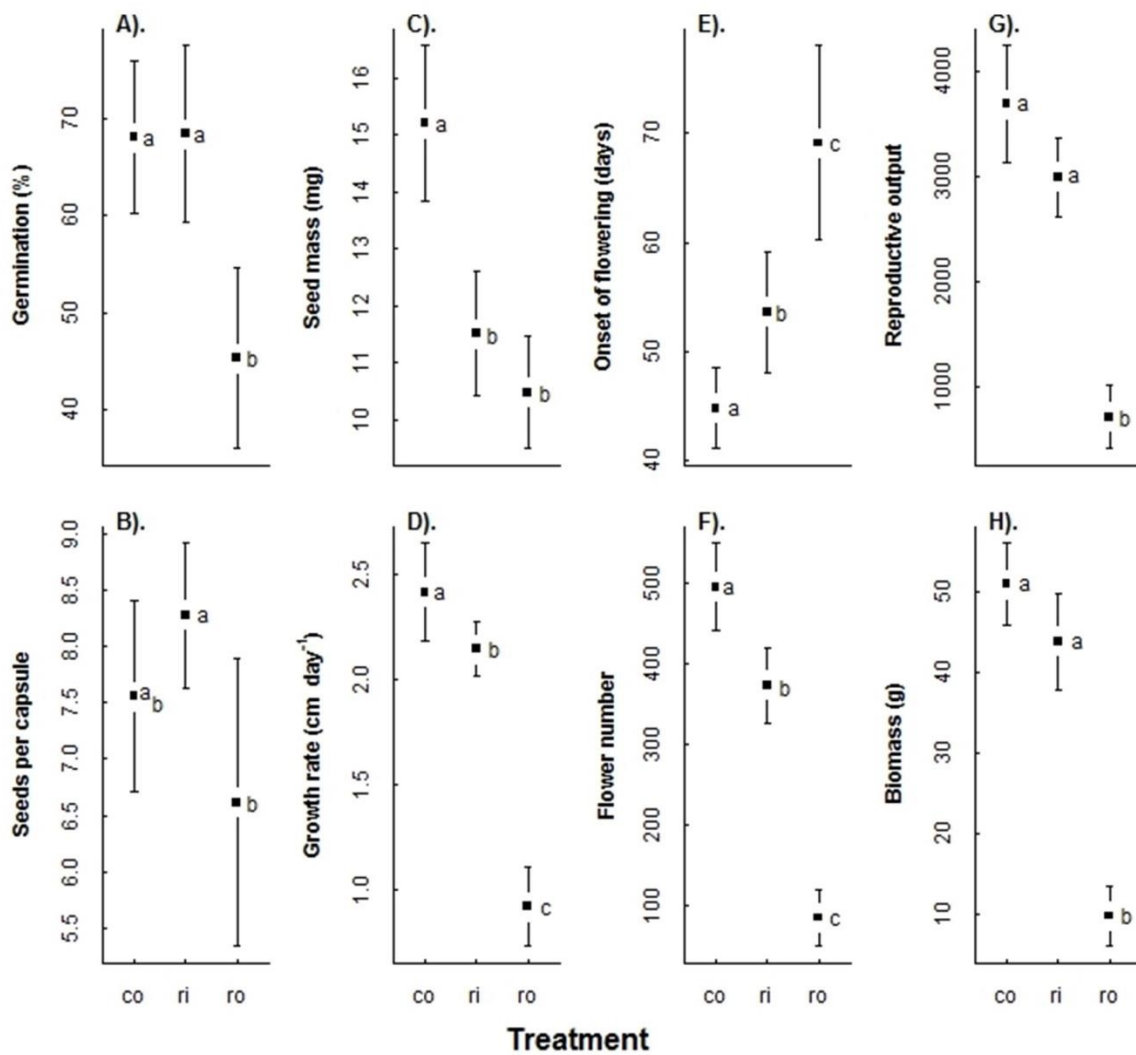 A).
Germination (%)
70
60
50
40
a
a
b
C).
Seed mass (mg)
16
15
14
13
12
11
10
a
b
b
E).
Onset of flowering (days)
70
60
50
40
a
b
c
G).
Reproductive output
4000
3000
2000
1000
a
a
b
B).
Seeds per capsule
9.0
8.5
8.0
7.5
7.0
6.5
6.0
5.5
a
b
a
b
co ri ro
D).
Growth rate (cm day⁻¹)
2.5
2.0
1.5
1.0
a
b
c
co ri ro
F).
Flower number
500
400
300
200
100
a
b
c
co ri ro
H).
Biomass (g)
50
40
30
20
10
a
a
b
co ri ro
Treatment